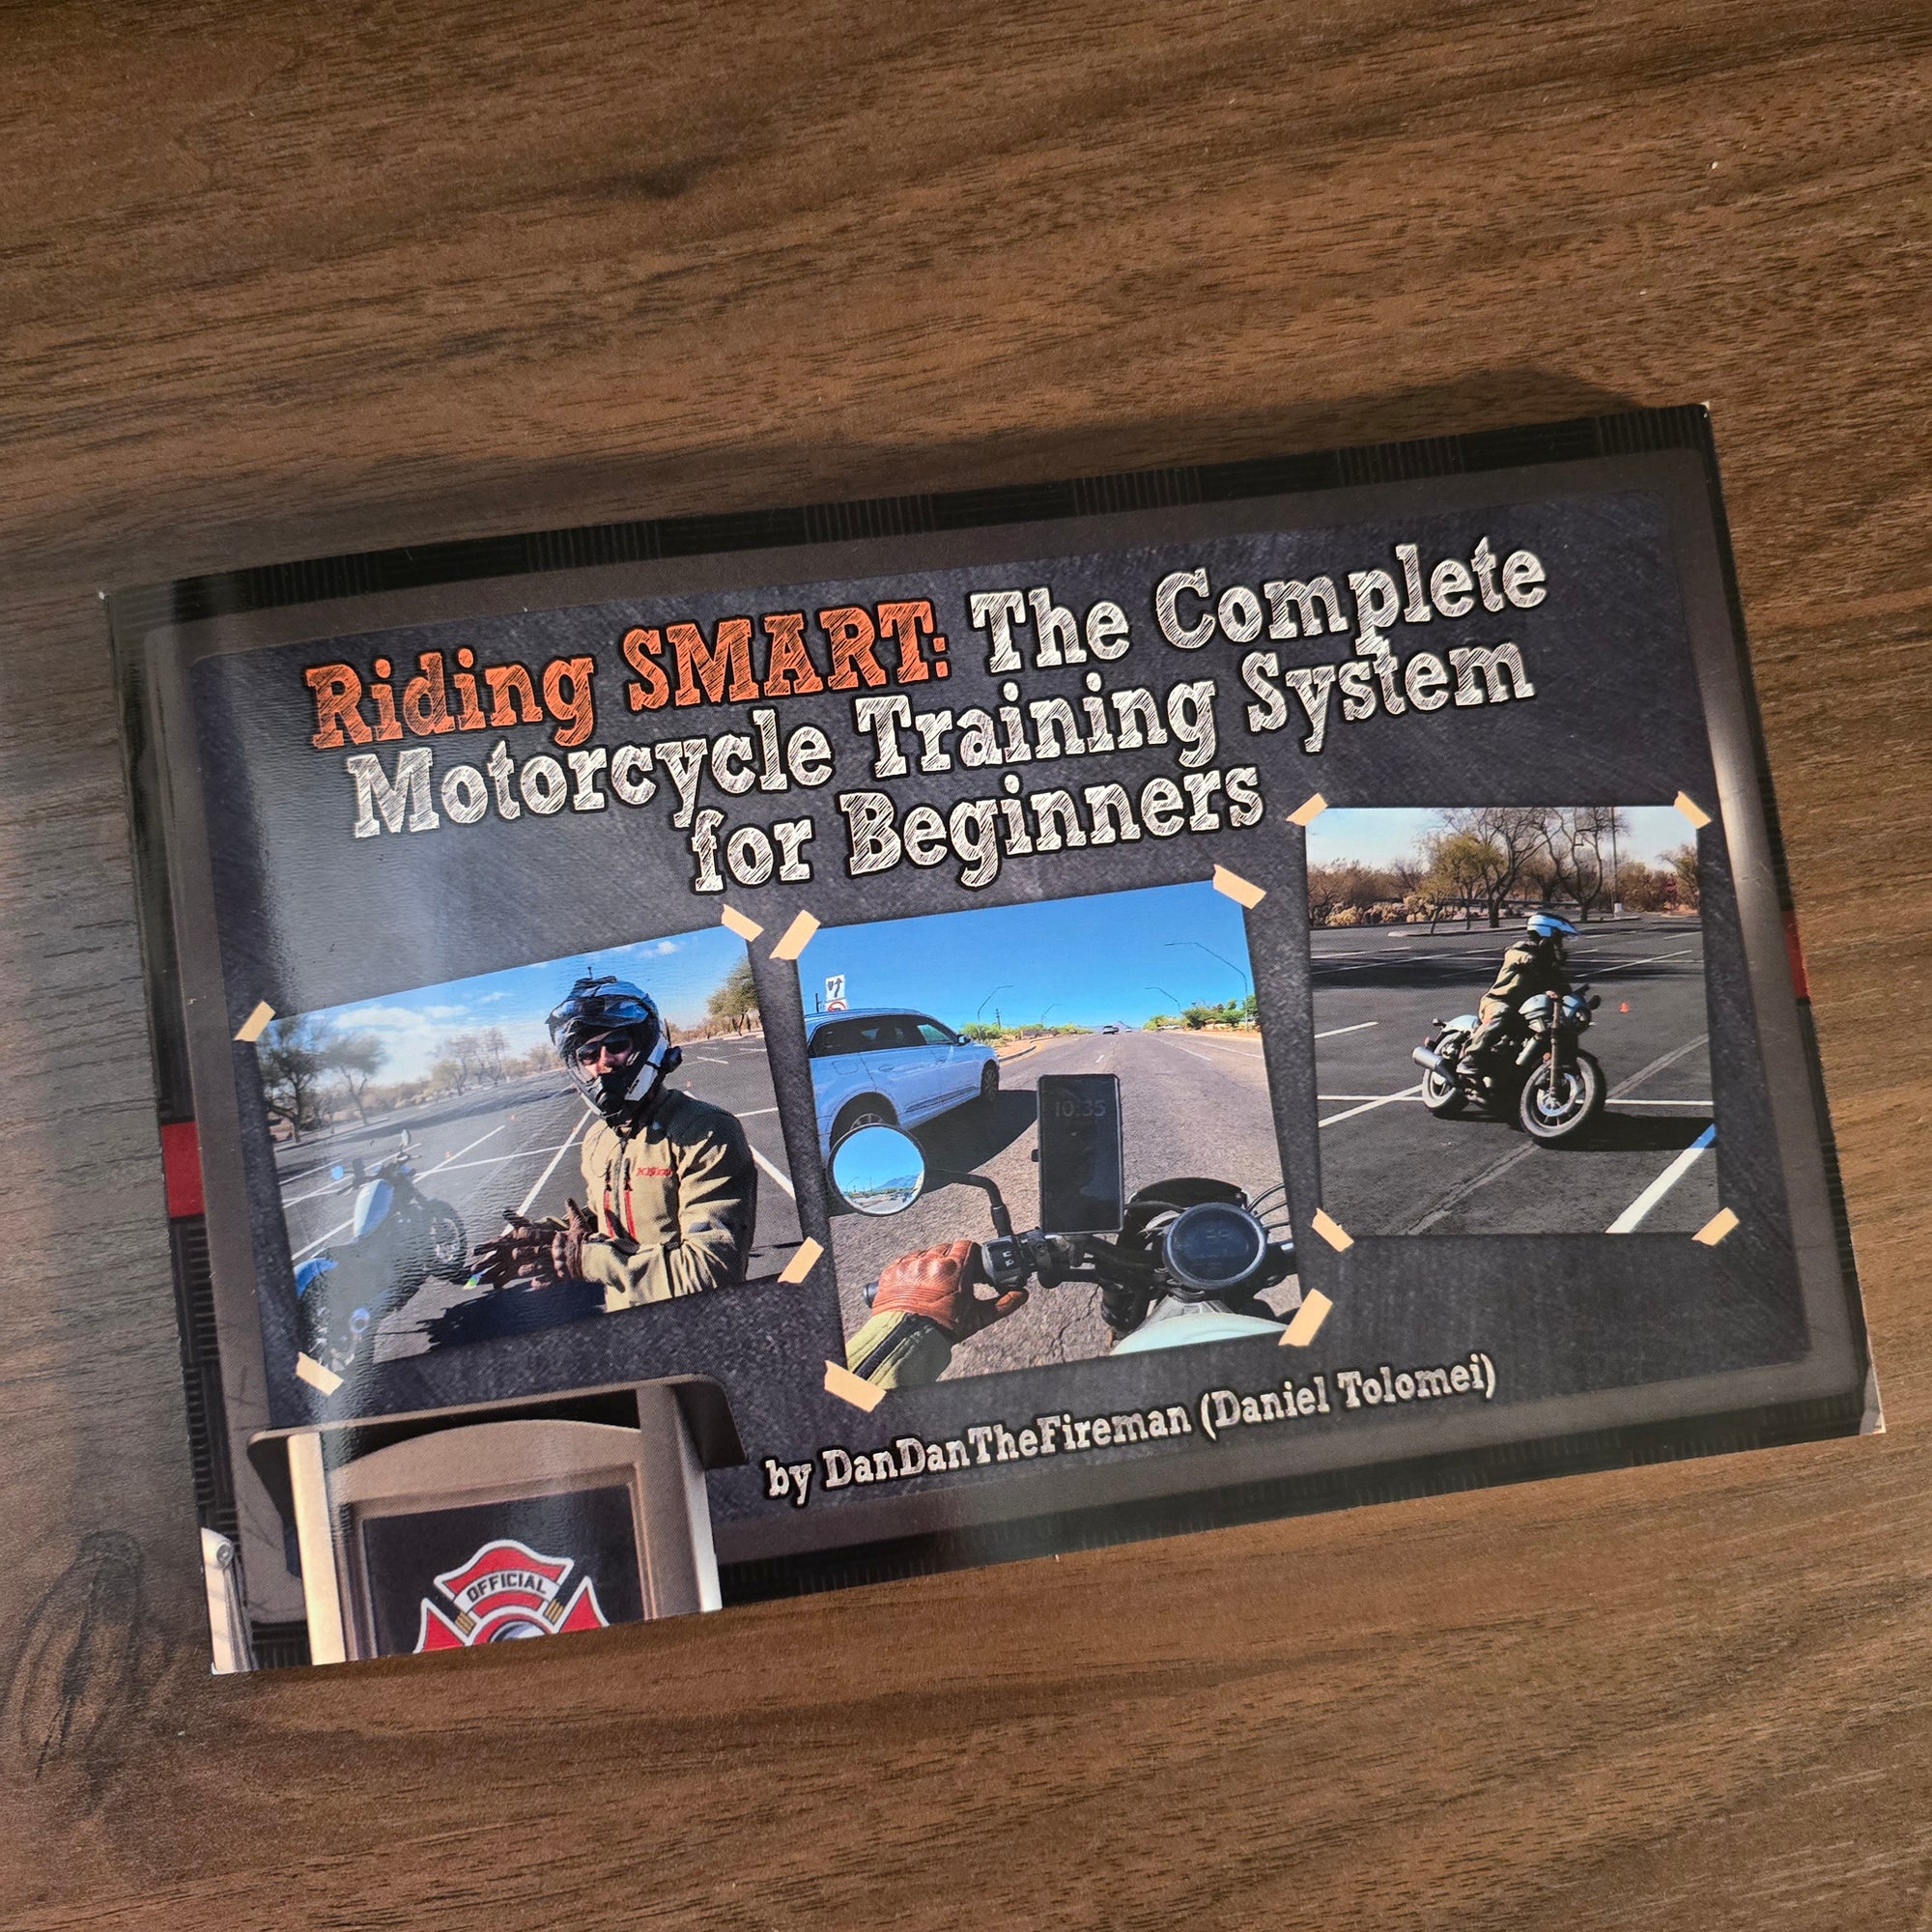 Riding SMART: The Complete
Motorcycle Training System
for Beginners
10:35
by DanDanTheFireman (Daniel Tolomei)
OFFICIAL